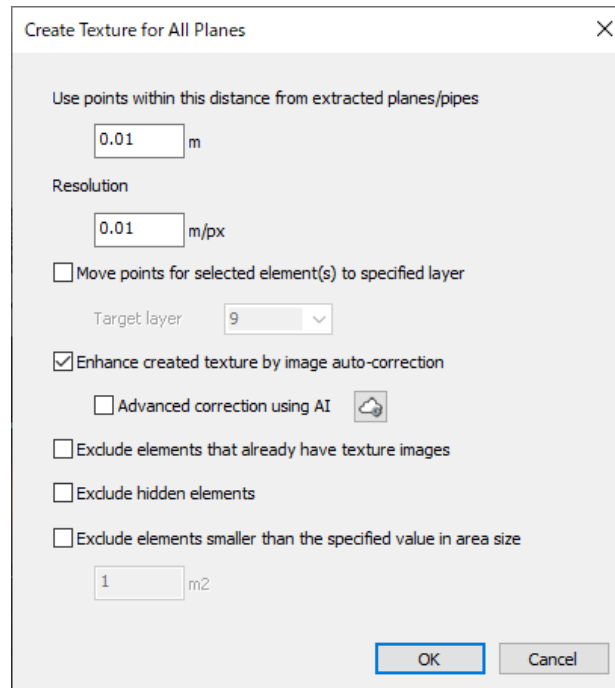 Create Texture for All Planes
Use points within this distance from extracted planes/pipes
0.01 m
Resolution
0.01 m/px
Move points for selected element(s) to specified layer
Target layer 9
Enhance created texture by image auto-correction
Advanced correction using AI
Exclude elements that already have texture images
Exclude hidden elements
Exclude elements smaller than the specified value in area size
1 m2
OK Cancel